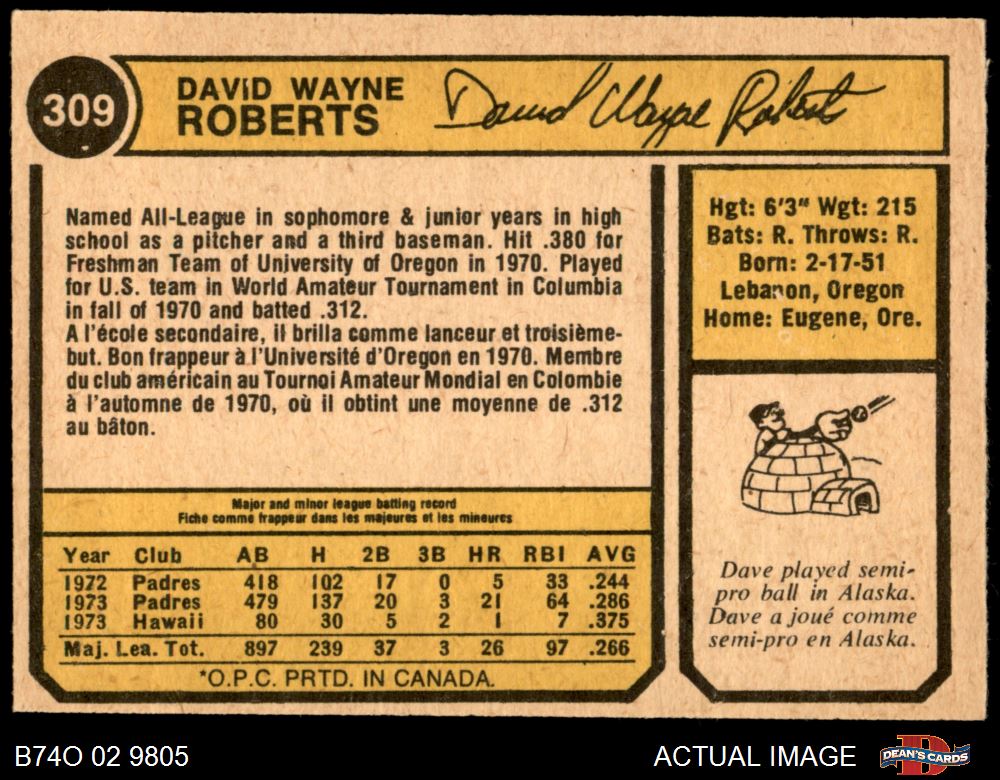 309
DAVID WAYNE
ROBERTS
David Wayne Roberts
Named All-League in sophomore & junior years in high
school as a pitcher and a third baseman. Hit .380 for
Freshman Team of University of Oregon in 1970. Played
for U.S. team in World Amateur Tournament in Columbia
in fall of 1970 and batted .312.
A l'école secondaire, il brilla comme lanceur et troisième-
but. Bon frappeur à l'Université d'Oregon en 1970. Membre
du club américain au Tournoi Amateur Mondial en Colombie
à l'automne de 1970, où il obtint une moyenne de .312
au bâton.
Hgt: 6'3" Wgt: 215
Bats: R. Throws: R.
Born: 2-17-51
Lebanon, Oregon
Home: Eugene, Ore.
Major and minor league batting record
Fiche comme frappeur dans les majeures et les mineures
Year Club AB H 2B 3B HR RBI AVG
1972 Padres 418 102 17 0 5 33 .244
1973 Padres 479 137 20 3 21 64 .286
1973 Hawaii 80 30 5 2 1 7 .375
Maj. Lea. Tot. 897 239 37 3 26 97 .266
*O.P.C. PRTD. IN CANADA.
Dave played semi-
pro ball in Alaska.
Dave a joué comme
semi-pro en Alaska.
B74O 02 9805
ACTUAL IMAGE
DEAN'S CARDS